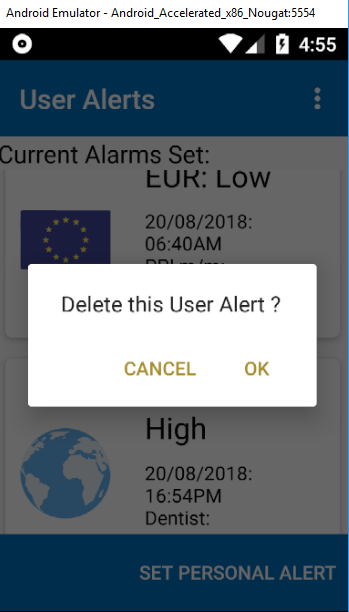 Android Emulator - Android_Accelerated_x86_Nougat:5554
4:55
User Alerts
Current Alarms Set:
EUR: Low
20/08/2018:
06:40AM
Delete this User Alert ?
CANCEL OK
High
20/08/2018:
16:54PM
Dentist:
SET PERSONAL ALERT